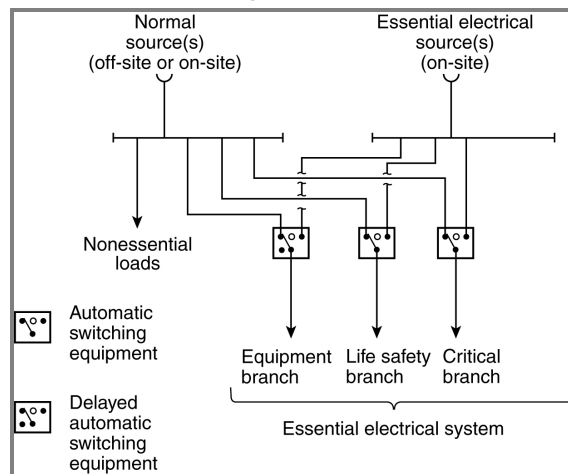 Normal
source(s)
(off-site or on-site)
Essential electrical
source(s)
(on-site)
Nonessential
loads
Automatic
switching
equipment
Delayed
automatic
switching
equipment
Equipment
branch
Life safety
branch
Critical
branch
Essential electrical system